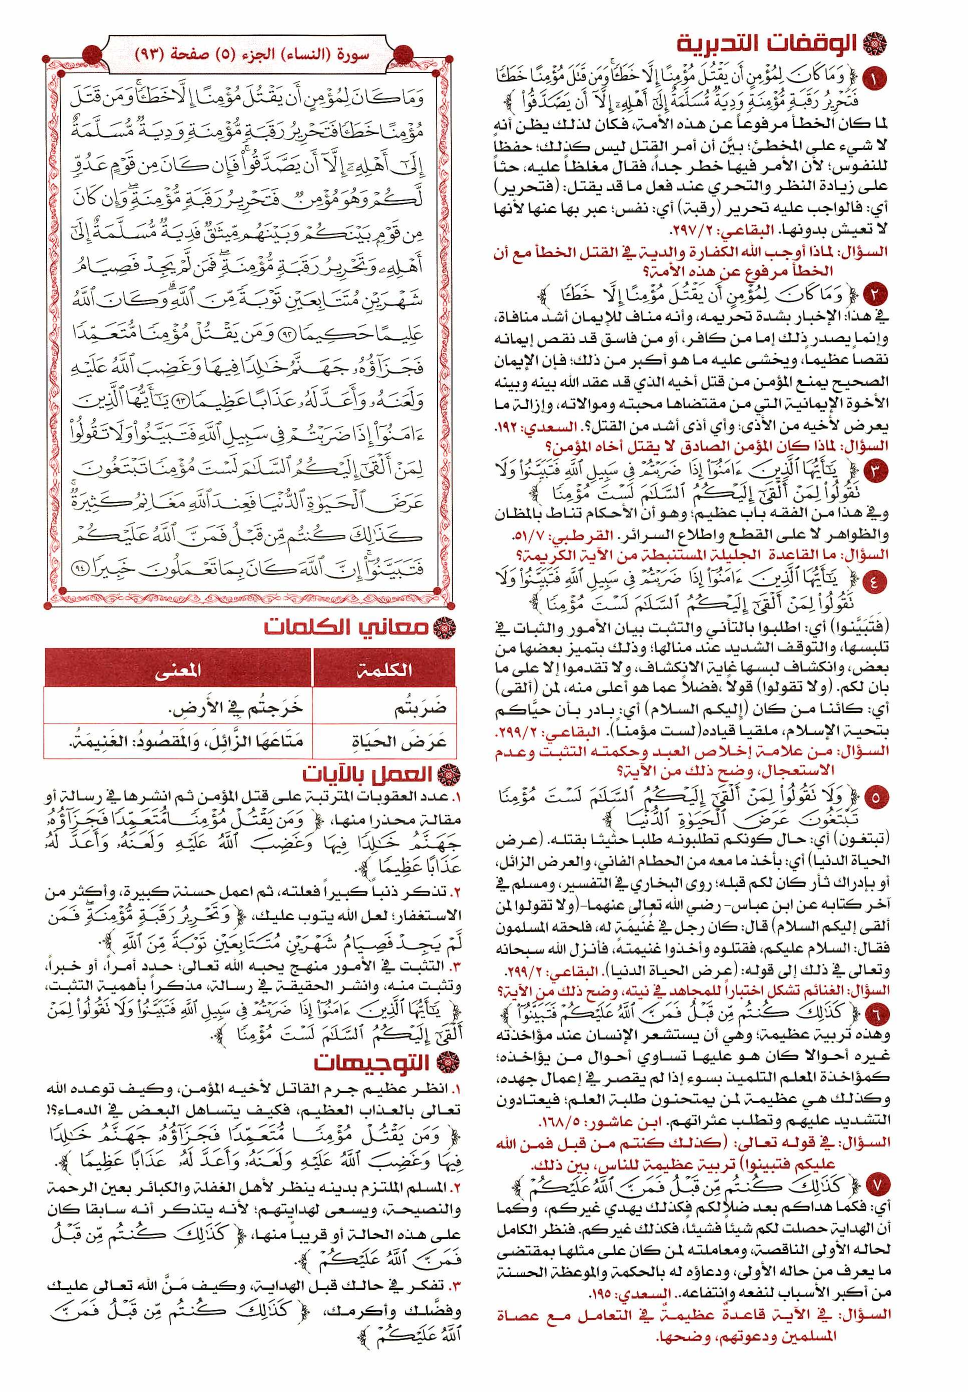 الوقفات التدبرية
١ ﴿ وَمَا كَانَ لِمُؤْمِنٍ أَن يَقْتُلَ مُؤْمِنًا إِلَّا خَطَـًٔا ۚ وَمَن قَتَلَ مُؤْمِنًا خَطَـًٔا
فَتَحْرِيرُ رَقَبَةٍ مُّؤْمِنَةٍ وَدِيَةٌ مُّسَلَّمَةٌ إِلَىٰٓ أَهْلِهِۦٓ إِلَّآ أَن يَصَّدَّقُوا۟ ﴾
لما كان الخطأ مرفوعاً عن هذه الأمة، فكان لذلك يظن أنه
لا شيء على المخطئ؛ بيَّن أن أمر القتل ليس كذلك؛ حفظاً
للنفوس؛ لأن الأمر فيها خطر جداً، فقال مغلظاً عليه، حثاً
على زيادة النظر والتحري عند فعل ما قد يقتل: (فتحرير)
أي: فالواجب عليه تحرير (رقبة) أي: نفس؛ عبر بها عنها لأنها
لا تعيش بدونها. البقاعي: ٢٩٧/٢.
السؤال: لماذا أوجب الله الكفارة والدية في القتل الخطأ مع أن
الخطأ مرفوع عن هذه الأمة؟
٢ ﴿ وَمَا كَانَ لِمُؤْمِنٍ أَن يَقْتُلَ مُؤْمِنًا إِلَّا خَطَـًٔا ﴾
في هذا: الإخبار بشدة تحريمه، وأنه مناف للإيمان أشد منافاة،
وإنما يصدر ذلك إما من كافر، أو من فاسق قد نقص إيمانه
نقصاً عظيماً، ويخشى عليه ما هو أكبر من ذلك؛ فإن الإيمان
الصحيح يمنع المؤمن من قتل أخيه الذي قد عقد الله بينه وبينه
الأخوة الإيمانية التي من مقتضاها محبته وموالاته، وإزالة ما
يعرض لأخيه من الأذى؛ وأي أذى أشد من القتل؟. السعدي: ١٩٢.
السؤال: لماذا كان المؤمن الصادق لا يقتل أخاه المؤمن؟
٣ ﴿ يَـٰٓأَيُّهَا ٱلَّذِينَ ءَامَنُوٓا۟ إِذَا ضَرَبْتُمْ فِى سَبِيلِ ٱللَّهِ فَتَبَيَّنُوا۟ وَلَا
تَقُولُوا۟ لِمَنْ أَلْقَىٰٓ إِلَيْكُمُ ٱلسَّلَـٰمَ لَسْتَ مُؤْمِنًا ﴾
وفي هذا من الفقه باب عظيم؛ وهو أن الأحكام تناط بالمظان
والظواهر لا على القطع واطلاع السرائر. القرطبي: ٥١/٧.
السؤال: ما القاعدة الجليلة المستنبطة من الآية الكريمة؟
٤ ﴿ يَـٰٓأَيُّهَا ٱلَّذِينَ ءَامَنُوٓا۟ إِذَا ضَرَبْتُمْ فِى سَبِيلِ ٱللَّهِ فَتَبَيَّنُوا۟ وَلَا
تَقُولُوا۟ لِمَنْ أَلْقَىٰٓ إِلَيْكُمُ ٱلسَّلَـٰمَ لَسْتَ مُؤْمِنًا ﴾
(فَتَبَيَّنوا) أي: اطلبوا بالتأني والتثبت بيان الأمور والثبات في
تلبسها، والتوقف الشديد عند منالها؛ وذلك بتميز بعضها من
بعض، وانكشاف لبسها غاية الانكشاف، ولا تقدموا إلا على ما
بان لكم. (ولا تقولوا) قولا ،فضلاً عما هو أعلى منه، لمن (ألقى)
أي: كائنا من كان (إليكم السلام) أي: بادر بأن حيَّاكم
بتحية الإسلام، ملقيا قياده(لست مؤمنا). البقاعي: ٢٩٩/٢.
السؤال: من علامة إخلاص العبد وحكمته التثبت وعدم
الاستعجال، وضح ذلك من الآية؟
٥ ﴿ وَلَا تَقُولُوا۟ لِمَنْ أَلْقَىٰٓ إِلَيْكُمُ ٱلسَّلَـٰمَ لَسْتَ مُؤْمِنًا
تَبْتَغُونَ عَرَضَ ٱلْحَيَوٰةِ ٱلدُّنْيَا ﴾
(تبتغون) أي: حال كونكم تطلبونه طلبا حثيثا بقتله. (عرض
الحياة الدنيا) أي: بأخذ ما معه من الحطام الفاني، والعرض الزائل،
أو بإدراك ثأر كان لكم قبله؛ روى البخاري في التفسير، ومسلم في
آخر كتابه عن ابن عباس- رضي الله تعالى عنهما-(ولا تقولوا لمن
ألقى إليكم السلام) قال: كان رجل في غُنَيمة له، فلحقه المسلمون
فقال: السلام عليكم، فقتلوه وأخذوا غنيمته، فأنزل الله سبحانه
وتعالى في ذلك إلى قوله: (عرض الحياة الدنيا). البقاعي: ٢٩٩/٢.
السؤال: الغنائم تشكل اختباراً للمجاهد في نيته، وضح ذلك من الآية؟
٦ ﴿ كَذَٰلِكَ كُنتُم مِّن قَبْلُ فَمَنَّ ٱللَّهُ عَلَيْكُمْ فَتَبَيَّنُوٓا۟ ﴾
وهذه تربية عظيمة؛ وهي أن يستشعر الإنسان عند مؤاخذته
غيره أحوالا كان هو عليها تساوي أحوال من يؤاخذه؛
كمؤاخذة المعلم التلميذ بسوء إذا لم يقصر في إعمال جهده،
وكذلك هي عظيمة لمن يمتحنون طلبة العلم؛ فيعتادون
التشديد عليهم وتطلب عثراتهم. ابن عاشور: ١٦٨/٥.
السؤال: في قوله تعالى: (كذلك كنتم من قبل فمن الله
عليكم فتبينوا) تربية عظيمة للناس، بين ذلك.
٧ ﴿ كَذَٰلِكَ كُنتُم مِّن قَبْلُ فَمَنَّ ٱللَّهُ عَلَيْكُمْ ﴾
أي: فكما هداكم بعد ضلالكم فكذلك يهدي غيركم، وكما
أن الهداية حصلت لكم شيئاً فشيئاً، فكذلك غيركم. فنظر الكامل
لحاله الأولى الناقصة، ومعاملته لمن كان على مثلها بمقتضى
ما يعرف من حاله الأولى، ودعاؤه له بالحكمة والموعظة الحسنة
من أكبر الأسباب لنفعه وانتفاعه.. السعدي: ١٩٥.
السؤال: في الآية قاعدةٌ عظيمةٌ في التعامل مع عصاة
المسلمين ودعوتهم، وضحها.
سورة (النساء) الجزء (٥) صفحة (٩٣)
وَمَا كَانَ لِمُؤْمِنٍ أَن يَقْتُلَ مُؤْمِنًا إِلَّا خَطَـًٔا ۚ وَمَن قَتَلَ
مُؤْمِنًا خَطَـًٔا فَتَحْرِيرُ رَقَبَةٍ مُّؤْمِنَةٍ وَدِيَةٌ مُّسَلَّمَةٌ
إِلَىٰٓ أَهْلِهِۦٓ إِلَّآ أَن يَصَّدَّقُوا۟ ۚ فَإِن كَانَ مِن قَوْمٍ عَدُوٍّ
لَّكُمْ وَهُوَ مُؤْمِنٌ فَتَحْرِيرُ رَقَبَةٍ مُّؤْمِنَةٍ ۖ وَإِن كَانَ
مِن قَوْمٍۭ بَيْنَكُمْ وَبَيْنَهُم مِّيثَـٰقٌ فَدِيَةٌ مُّسَلَّمَةٌ إِلَىٰٓ
أَهْلِهِۦ وَتَحْرِيرُ رَقَبَةٍ مُّؤْمِنَةٍ ۖ فَمَن لَّمْ يَجِدْ فَصِيَامُ
شَهْرَيْنِ مُتَتَابِعَيْنِ تَوْبَةً مِّنَ ٱللَّهِ ۗ وَكَانَ ٱللَّهُ
عَلِيمًا حَكِيمًا ٩٢ وَمَن يَقْتُلْ مُؤْمِنًا مُّتَعَمِّدًا
فَجَزَآؤُهُۥ جَهَنَّمُ خَـٰلِدًا فِيهَا وَغَضِبَ ٱللَّهُ عَلَيْهِ
وَلَعَنَهُۥ وَأَعَدَّ لَهُۥ عَذَابًا عَظِيمًا ٩٣ يَـٰٓأَيُّهَا ٱلَّذِينَ
ءَامَنُوٓا۟ إِذَا ضَرَبْتُمْ فِى سَبِيلِ ٱللَّهِ فَتَبَيَّنُوا۟ وَلَا تَقُولُوا۟
لِمَنْ أَلْقَىٰٓ إِلَيْكُمُ ٱلسَّلَـٰمَ لَسْتَ مُؤْمِنًا تَبْتَغُونَ
عَرَضَ ٱلْحَيَوٰةِ ٱلدُّنْيَا فَعِندَ ٱللَّهِ مَغَانِمُ كَثِيرَةٌ ۚ
كَذَٰلِكَ كُنتُم مِّن قَبْلُ فَمَنَّ ٱللَّهُ عَلَيْكُمْ
فَتَبَيَّنُوٓا۟ ۚ إِنَّ ٱللَّهَ كَانَ بِمَا تَعْمَلُونَ خَبِيرًا ٩٤
معاني الكلمات
الكلمة المعنى
ضَرَبتُم خَرَجتُم فِي الأَرضِ.
عَرَضَ الحَيَاةِ مَتَاعَهَا الزَّائِلَ، وَالمَقصُودُ: الغَنِيمَةُ.
العمل بالآيات
١. عدد العقوبات المترتبة على قتل المؤمن ثم انشرها في رسالة أو
مقالة محذرا منها، ﴿ وَمَن يَقْتُلْ مُؤْمِنًا مُّتَعَمِّدًا فَجَزَآؤُهُۥ
جَهَنَّمُ خَـٰلِدًا فِيهَا وَغَضِبَ ٱللَّهُ عَلَيْهِ وَلَعَنَهُۥ وَأَعَدَّ لَهُۥ
عَذَابًا عَظِيمًا ﴾.
٢. تذكر ذنباً كبيراً فعلته، ثم اعمل حسنة كبيرة، وأكثر من
الاستغفار؛ لعل الله يتوب عليك، ﴿ وَتَحْرِيرُ رَقَبَةٍ مُّؤْمِنَةٍ ۖ فَمَن
لَّمْ يَجِدْ فَصِيَامُ شَهْرَيْنِ مُتَتَابِعَيْنِ تَوْبَةً مِّنَ ٱللَّهِ ﴾.
٣. التثبت في الأمور منهج يحبه الله تعالى؛ حدد أمراً، أو خبراً،
وتثبت منه، وانشر الحقيقة في رسالة، مذكراً بأهمية التثبت،
﴿ يَـٰٓأَيُّهَا ٱلَّذِينَ ءَامَنُوٓا۟ إِذَا ضَرَبْتُمْ فِى سَبِيلِ ٱللَّهِ فَتَبَيَّنُوا۟ وَلَا تَقُولُوا۟ لِمَنْ
أَلْقَىٰٓ إِلَيْكُمُ ٱلسَّلَـٰمَ لَسْتَ مُؤْمِنًا ﴾.
التوجيهات
١. انظر عظيم جرم القاتل لأخيه المؤمن، وكيف توعده الله
تعالى بالعذاب العظيم، فكيف يتساهل البعض في الدماء؟!
﴿ وَمَن يَقْتُلْ مُؤْمِنًا مُّتَعَمِّدًا فَجَزَآؤُهُۥ جَهَنَّمُ خَـٰلِدًا
فِيهَا وَغَضِبَ ٱللَّهُ عَلَيْهِ وَلَعَنَهُۥ وَأَعَدَّ لَهُۥ عَذَابًا عَظِيمًا ﴾.
٢. المسلم الملتزم بدينه ينظر لأهل الغفلة والكبائر بعين الرحمة
والنصيحة، ويسعى لهدايتهم؛ لأنه يتذكر أنه سابقا كان
على هذه الحالة أو قريباً منها، ﴿ كَذَٰلِكَ كُنتُم مِّن قَبْلُ
فَمَنَّ ٱللَّهُ عَلَيْكُمْ ﴾.
٣. تفكر في حالك قبل الهداية، وكيف مَنَّ الله تعالى عليك
وفضَّلك وأكرمك، ﴿ كَذَٰلِكَ كُنتُم مِّن قَبْلُ فَمَنَّ
ٱللَّهُ عَلَيْكُمْ ﴾